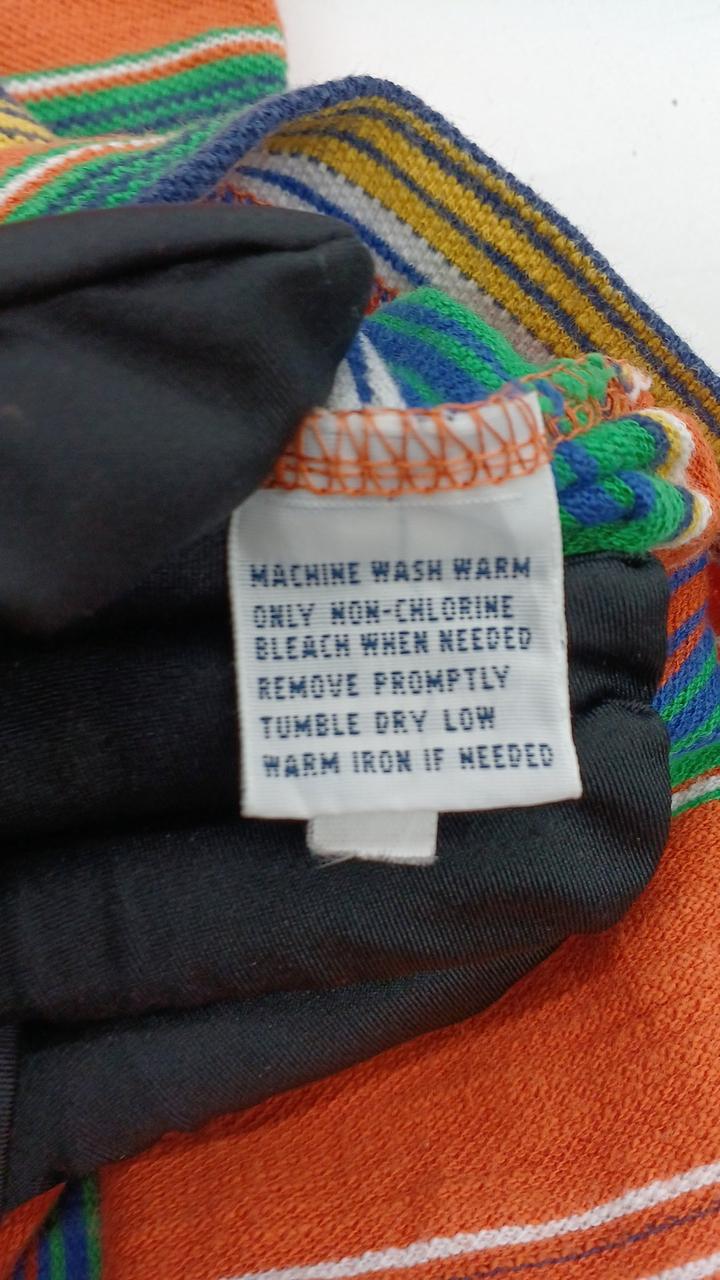 MACHINE WASH WARM
ONLY NON-CHLORINE
BLEACH WHEN NEEDED
REMOVE PROMPTLY
TUMBLE DRY LOW
WARM IRON IF NEEDED